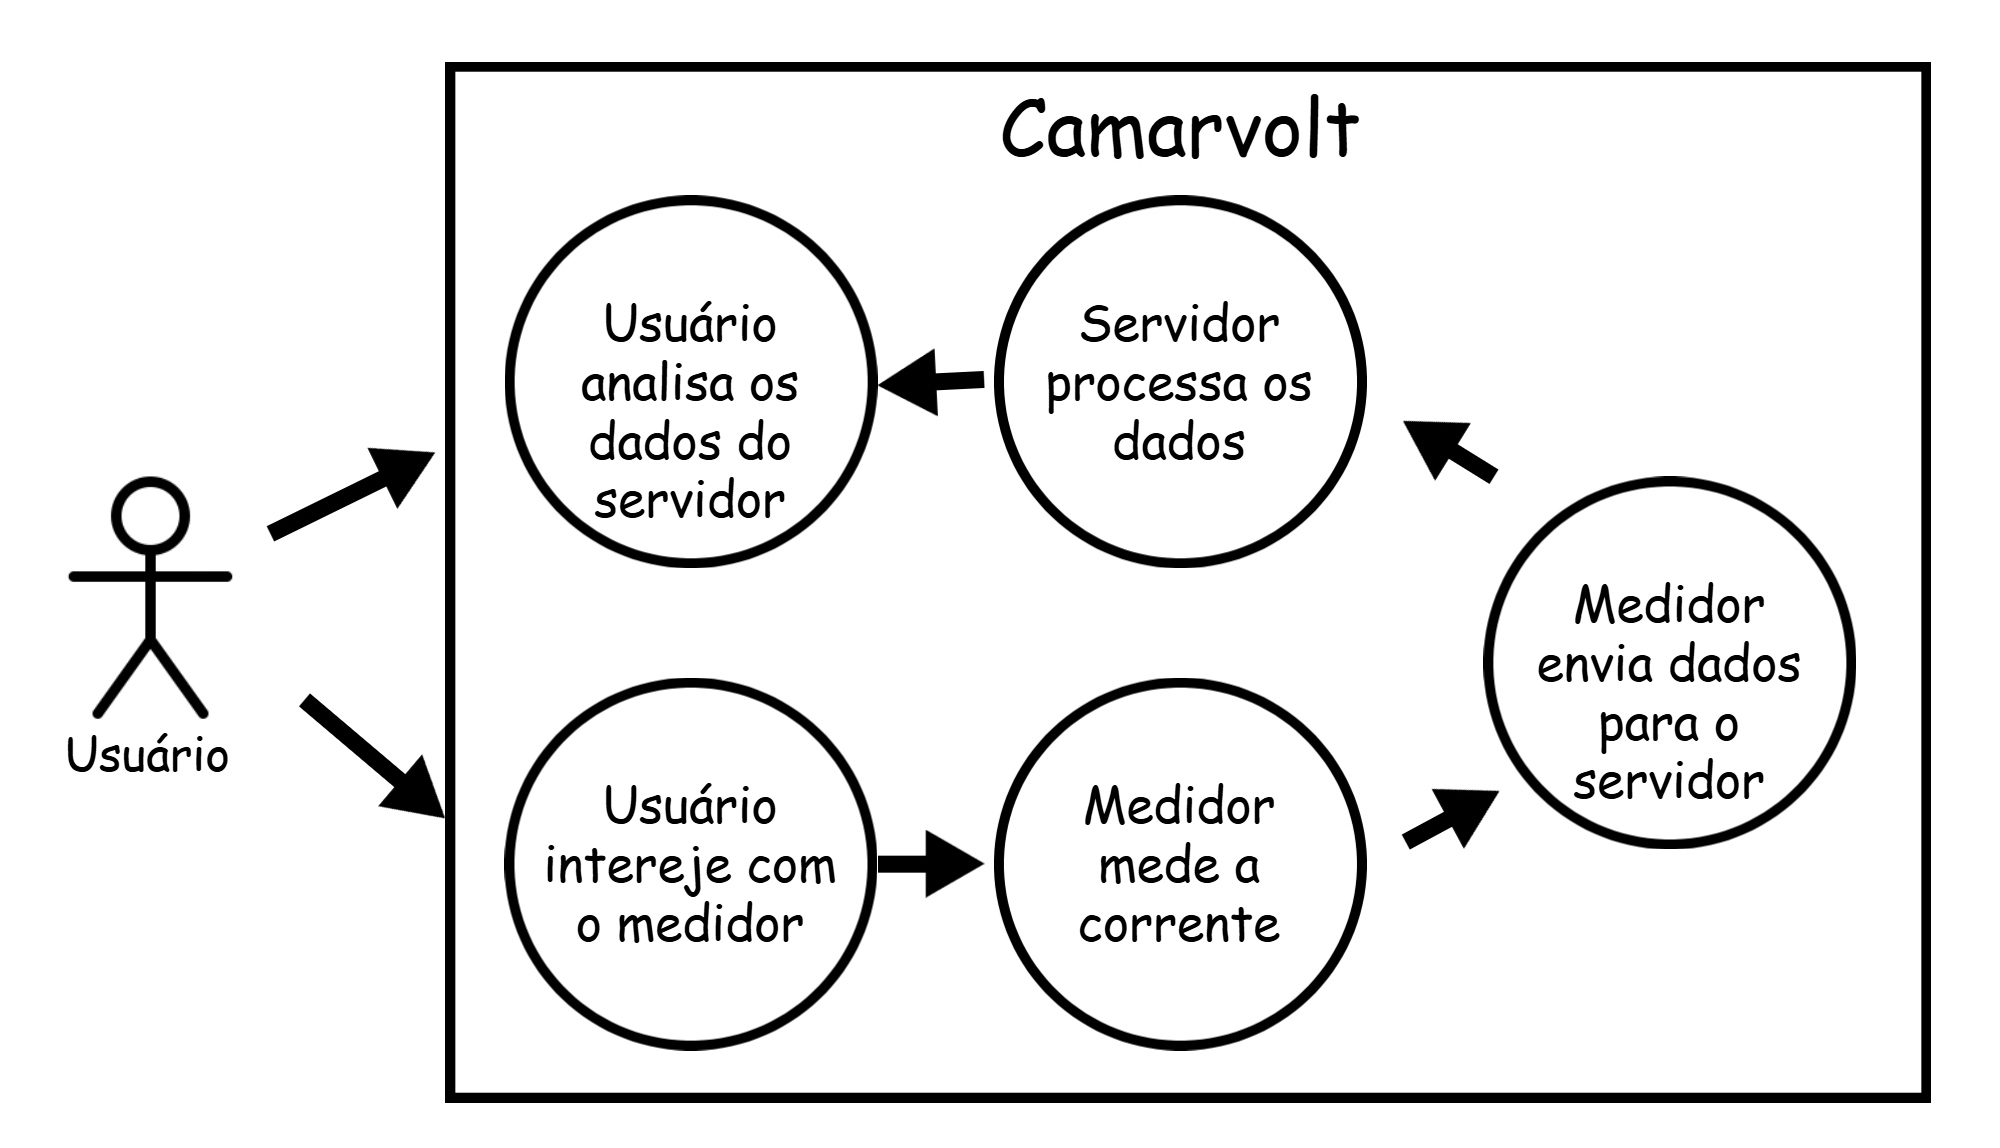 Camarvolt
Usuário
analisa os
dados do
servidor
Servidor
processa os
dados
Medidor
envia dados
para o
servidor
Usuário
Usuário
intereje com
o medidor
Medidor
mede a
corrente